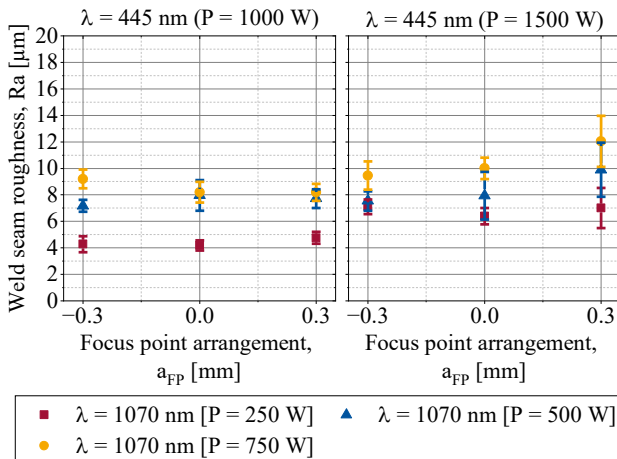 λ = 445 nm (P = 1000 W) λ = 445 nm (P = 1500 W)
Weld seam roughness, Ra [µm]
20
18
16
14
12
10
8
6
4
2
0
−0.3 0.0 0.3 −0.3 0.0 0.3
Focus point arrangement, Focus point arrangement,
a_FP [mm] a_FP [mm]
λ = 1070 nm [P = 250 W] λ = 1070 nm [P = 500 W]
λ = 1070 nm [P = 750 W]